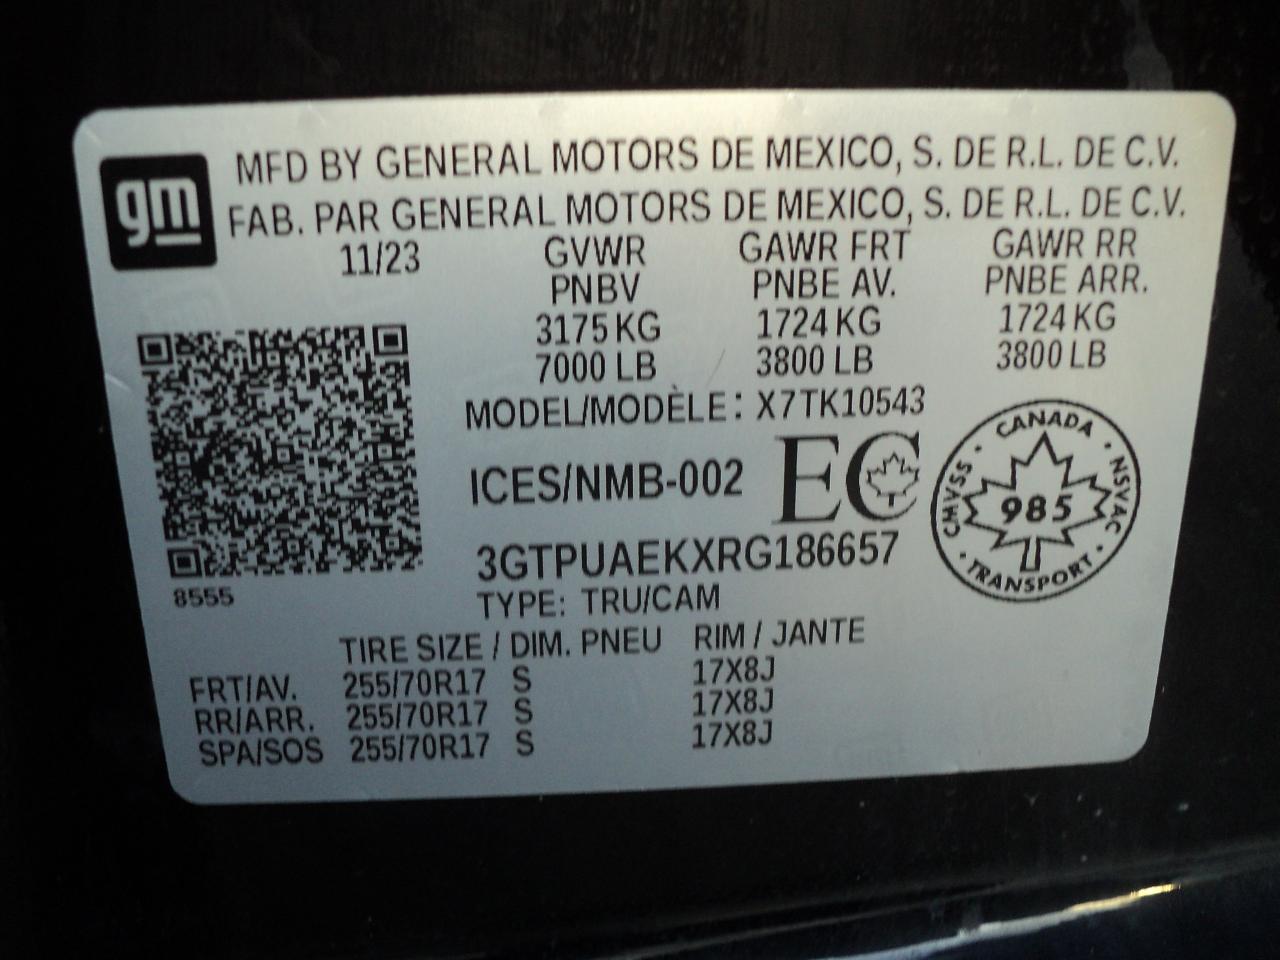 gm
MFD BY GENERAL MOTORS DE MEXICO, S. DE R.L. DE C.V.
FAB. PAR GENERAL MOTORS DE MEXICO, S. DE R.L. DE C.V.
11/23 GVWR GAWR FRT GAWR RR
PNBV PNBE AV. PNBE ARR.
3175 KG 1724 KG 1724 KG
7000 LB 3800 LB 3800 LB
MODEL/MODÈLE: X7TK10543
ICES/NMB-002 EC
CANADA
CMVSS NSVAC
985
TRANSPORT
3GTPUAEKXRG186657
8555
TYPE: TRU/CAM
TIRE SIZE / DIM. PNEU RIM / JANTE
FRT/AV. 255/70R17 S 17X8J
RR/ARR. 255/70R17 S 17X8J
SPA/SOS 255/70R17 S 17X8J